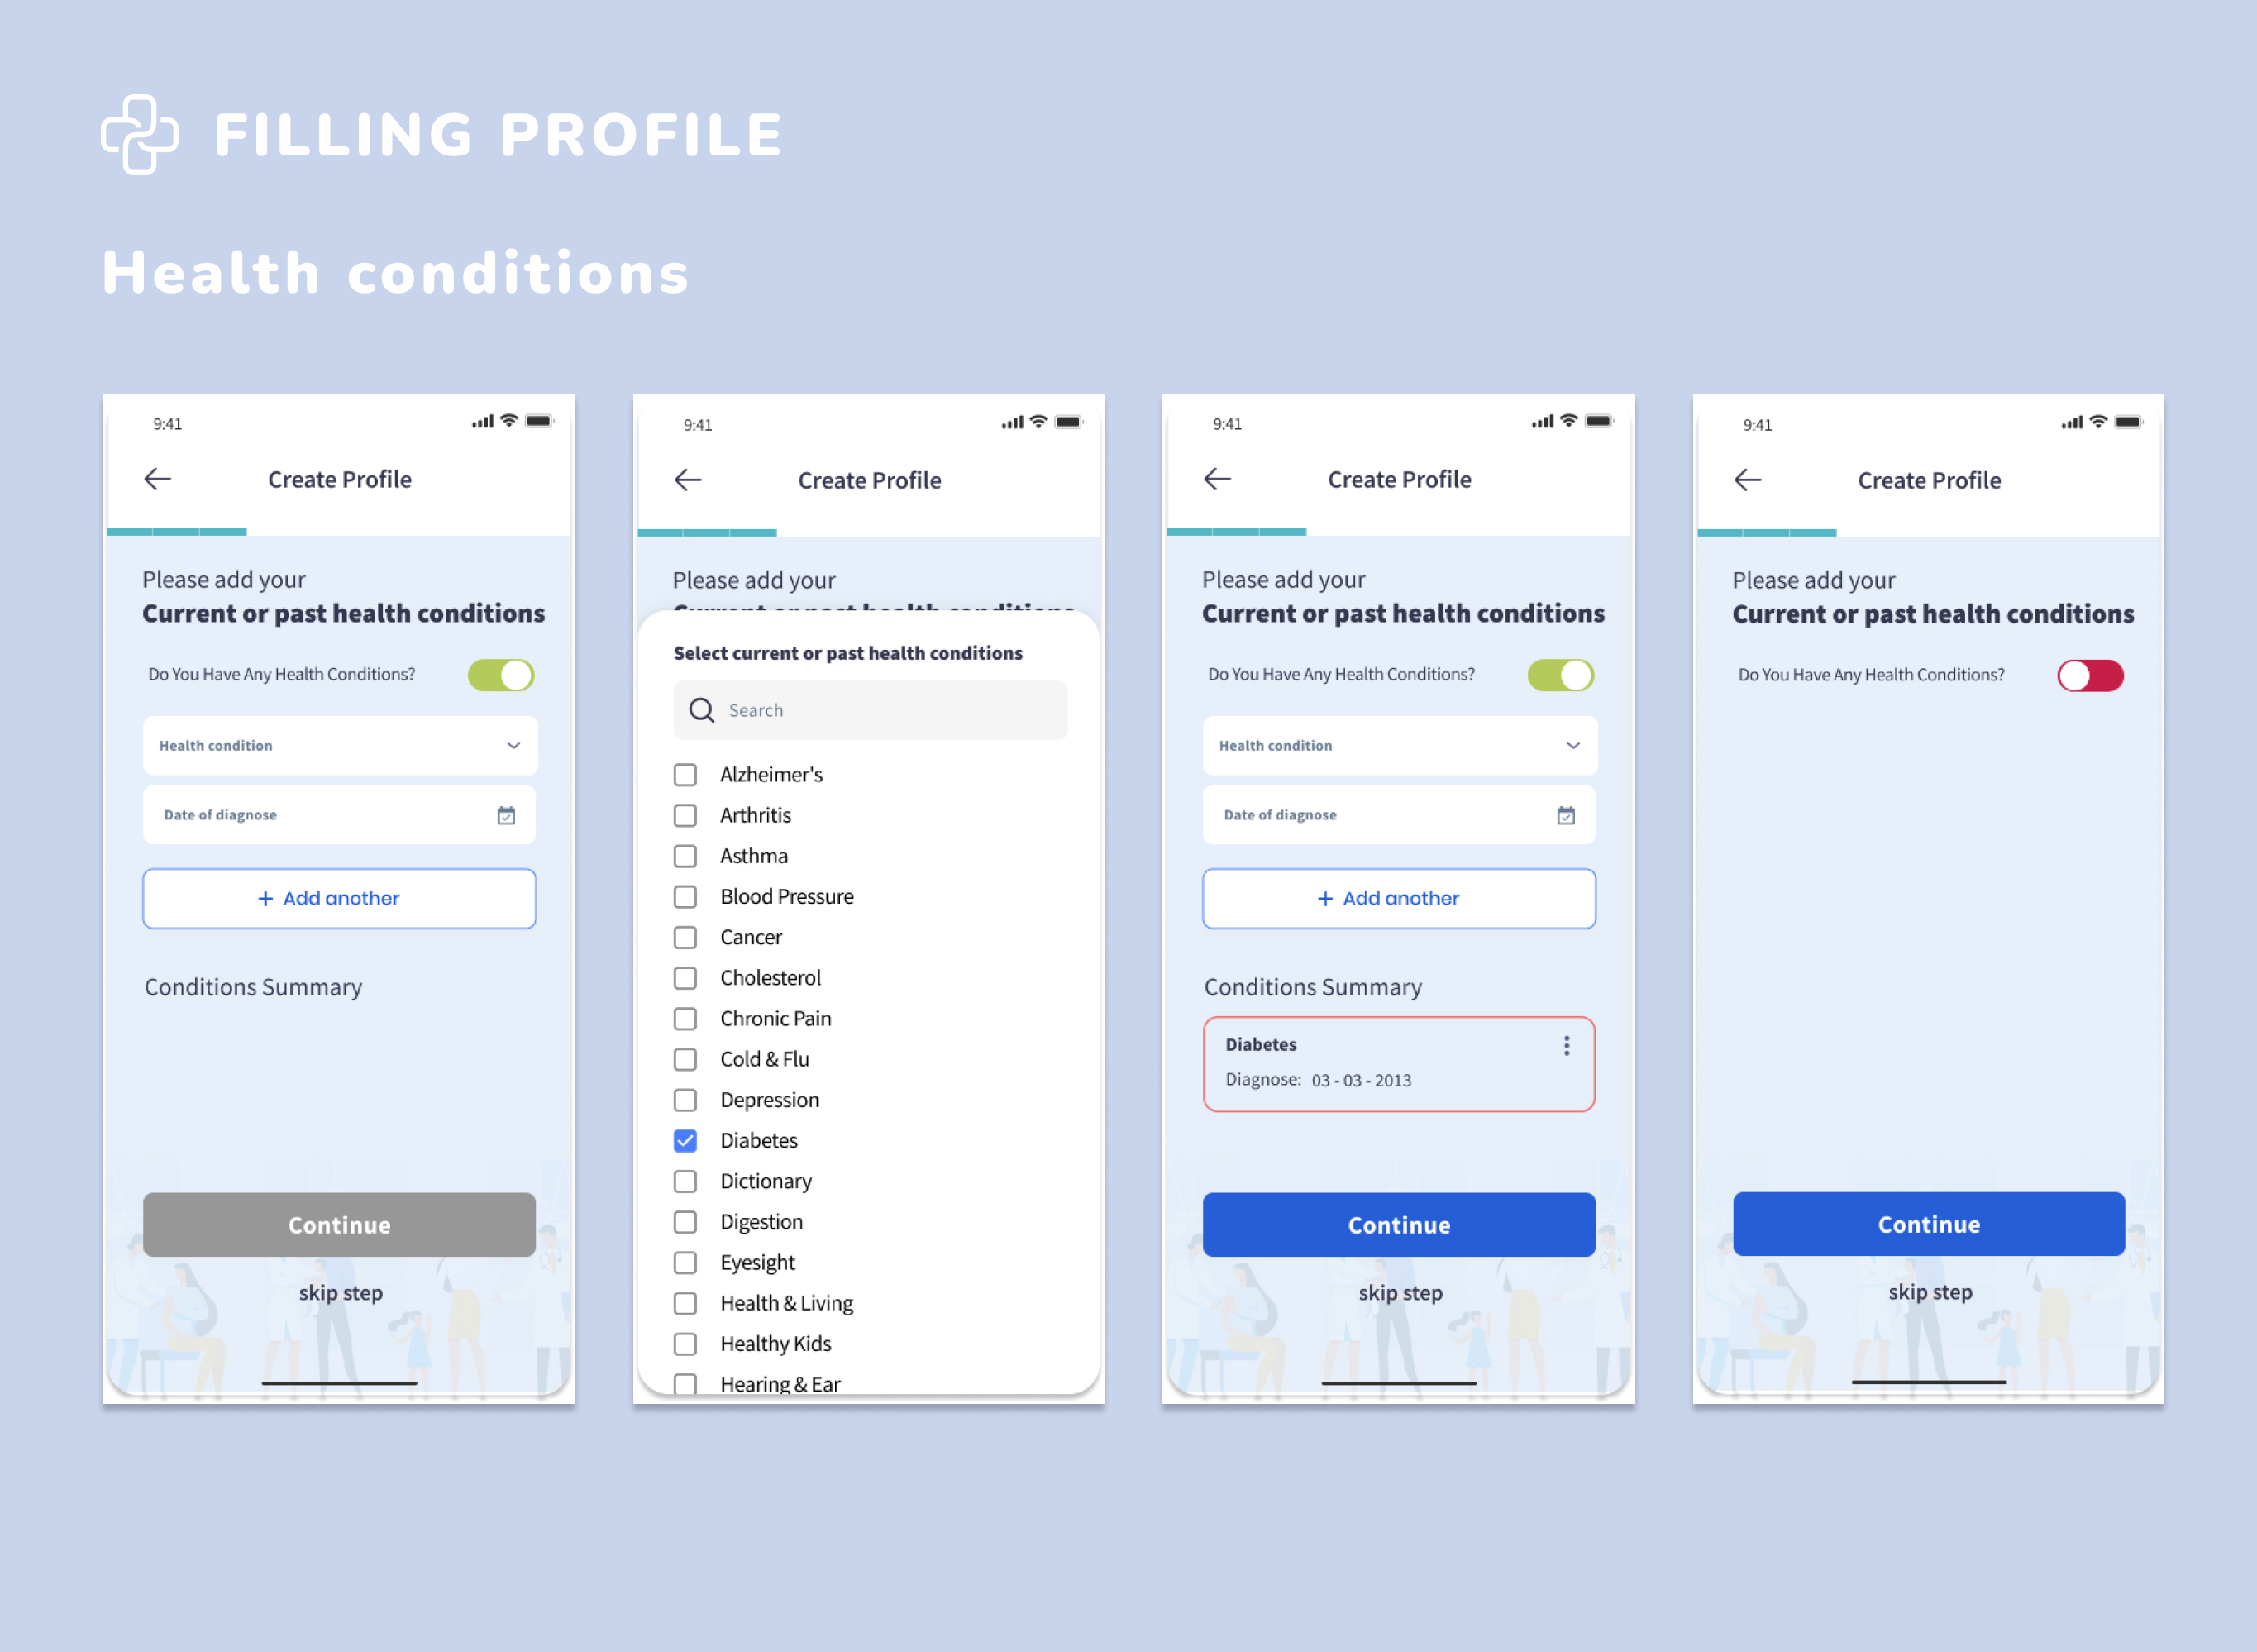 FILLING PROFILE
Health conditions
9:41
Create Profile
Please add your
Current or past health conditions
Do You Have Any Health Conditions?
Health condition
Date of diagnose
+ Add another
Conditions Summary
Continue
skip step
9:41
Create Profile
Please add your
Current or past health conditions
Select current or past health conditions
Search
Alzheimer's
Arthritis
Asthma
Blood Pressure
Cancer
Cholesterol
Chronic Pain
Cold & Flu
Depression
Diabetes
Dictionary
Digestion
Eyesight
Health & Living
Healthy Kids
Hearing & Ear
9:41
Create Profile
Please add your
Current or past health conditions
Do You Have Any Health Conditions?
Health condition
Date of diagnose
+ Add another
Conditions Summary
Diabetes
Diagnose: 03 - 03 - 2013
Continue
skip step
9:41
Create Profile
Please add your
Current or past health conditions
Do You Have Any Health Conditions?
Continue
skip step